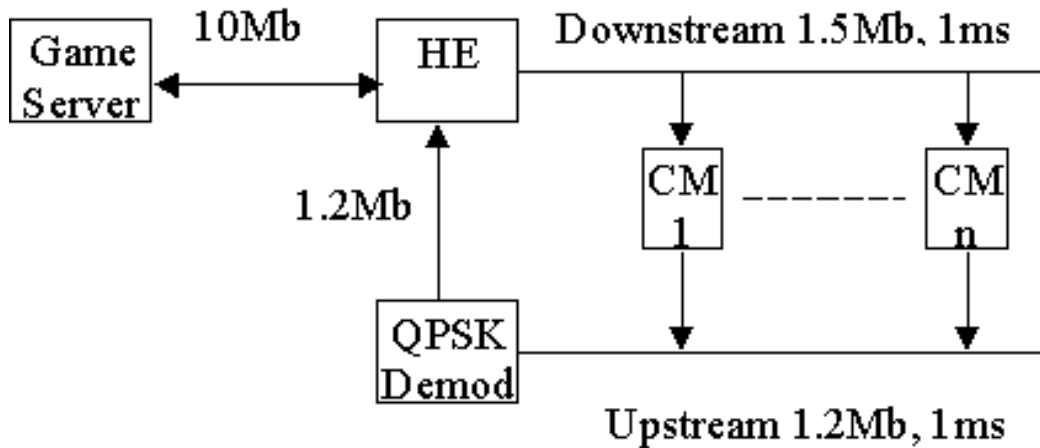 Game
Server
10Mb
HE
Downstream 1.5Mb, 1ms
CM
1
CM
n
1.2Mb
QPSK
Demod
Upstream 1.2Mb, 1ms